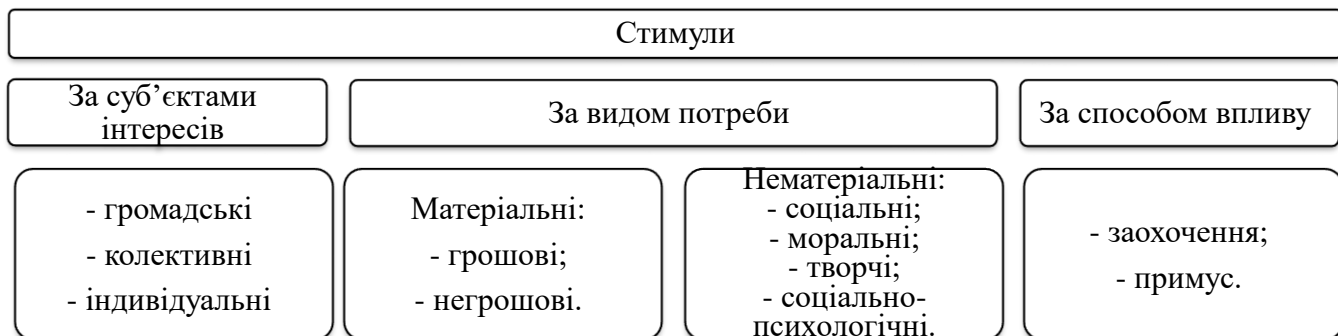 Стимули
За суб’єктами
інтересів
За видом потреби
За способом впливу
- громадські
- колективні
- індивідуальні
Матеріальні:
- грошові;
- негрошові.
Нематеріальні:
- соціальні;
- моральні;
- творчі;
- соціально-
психологічні.
- заохочення;
- примус.